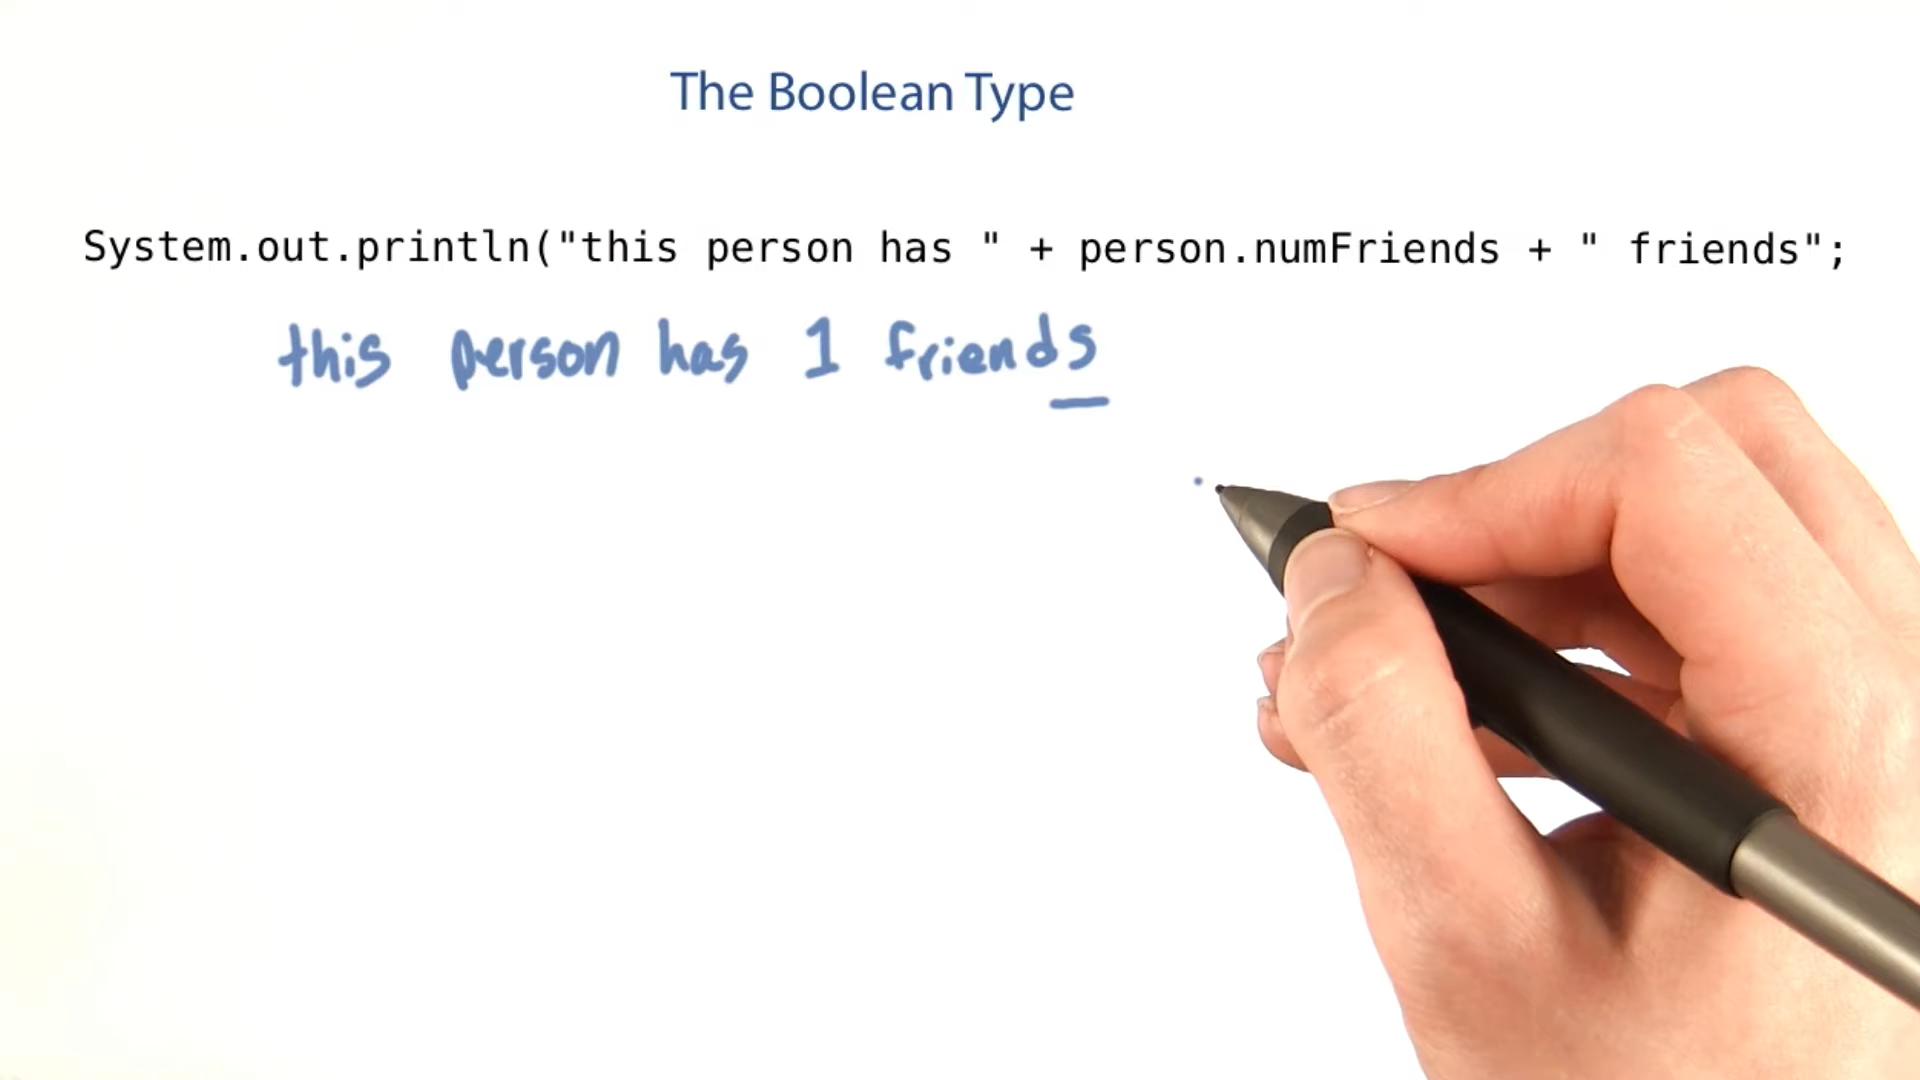 The Boolean Type
System.out.println("this person has " + person.numFriends + " friends";
this person has 1 friends